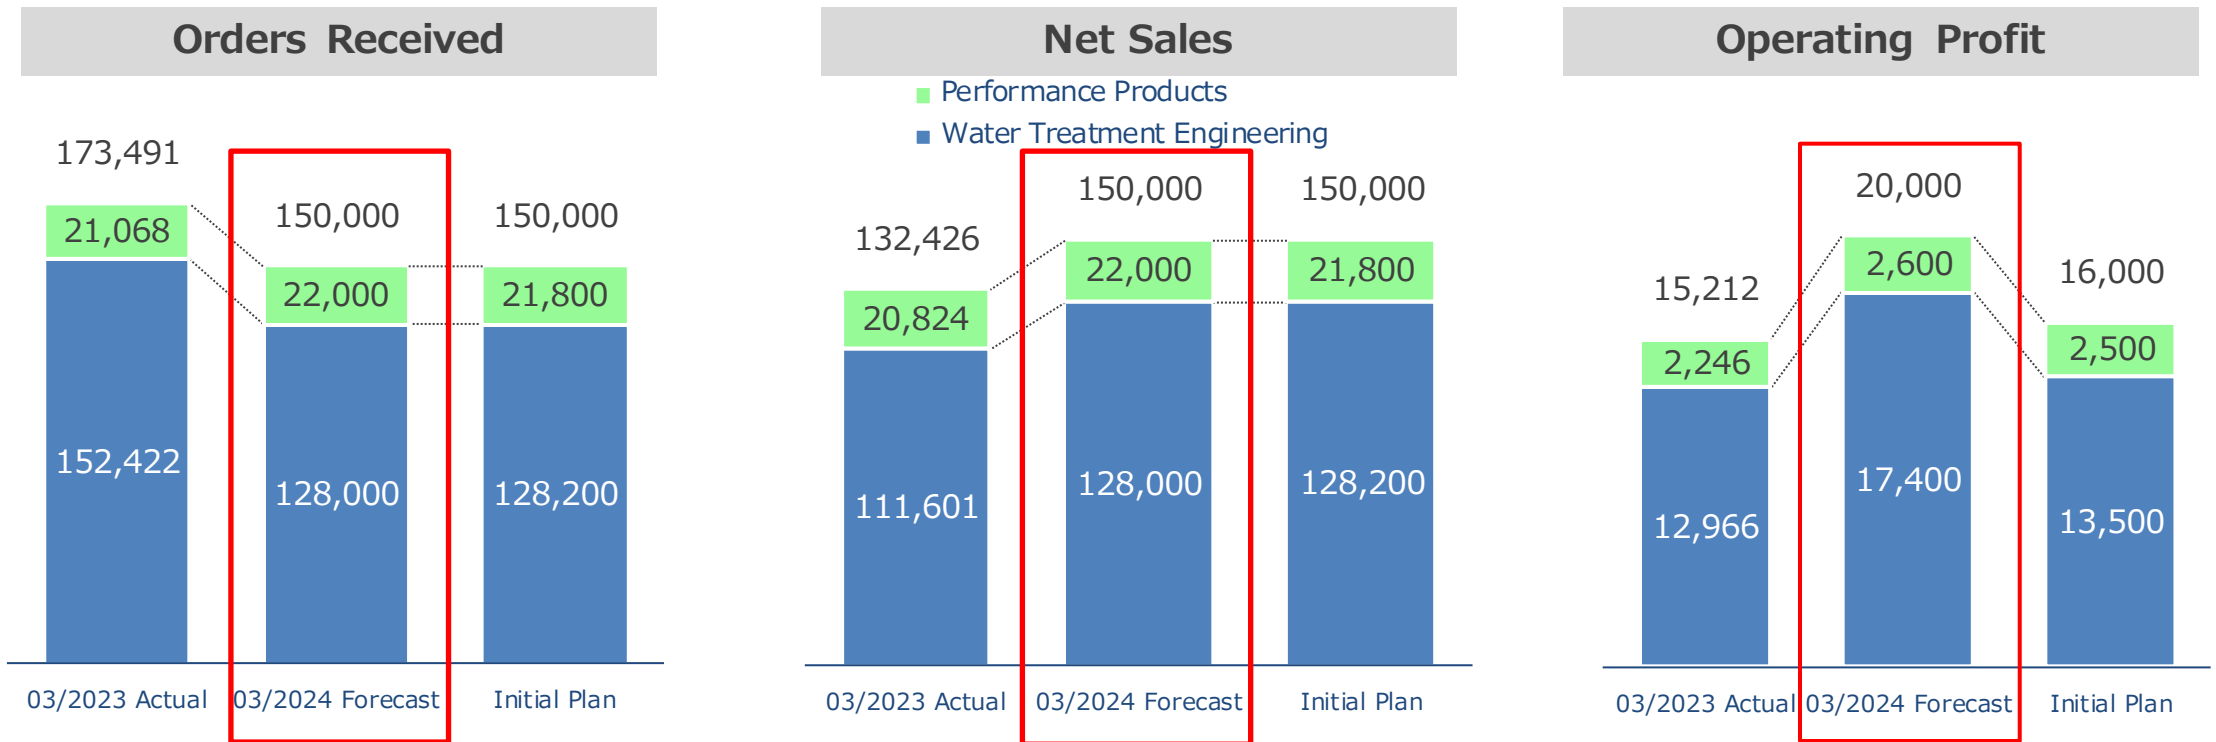 Orders Received
173,491
21,068
152,422
150,000
22,000
128,000
150,000
21,800
128,200
03/2023 Actual
03/2024 Forecast
Initial Plan
Net Sales
Performance Products
Water Treatment Engineering
132,426
20,824
111,601
150,000
22,000
128,000
150,000
21,800
128,200
03/2023 Actual
03/2024 Forecast
Initial Plan
Operating Profit
15,212
2,246
12,966
20,000
2,600
17,400
16,000
2,500
13,500
03/2023 Actual
03/2024 Forecast
Initial Plan